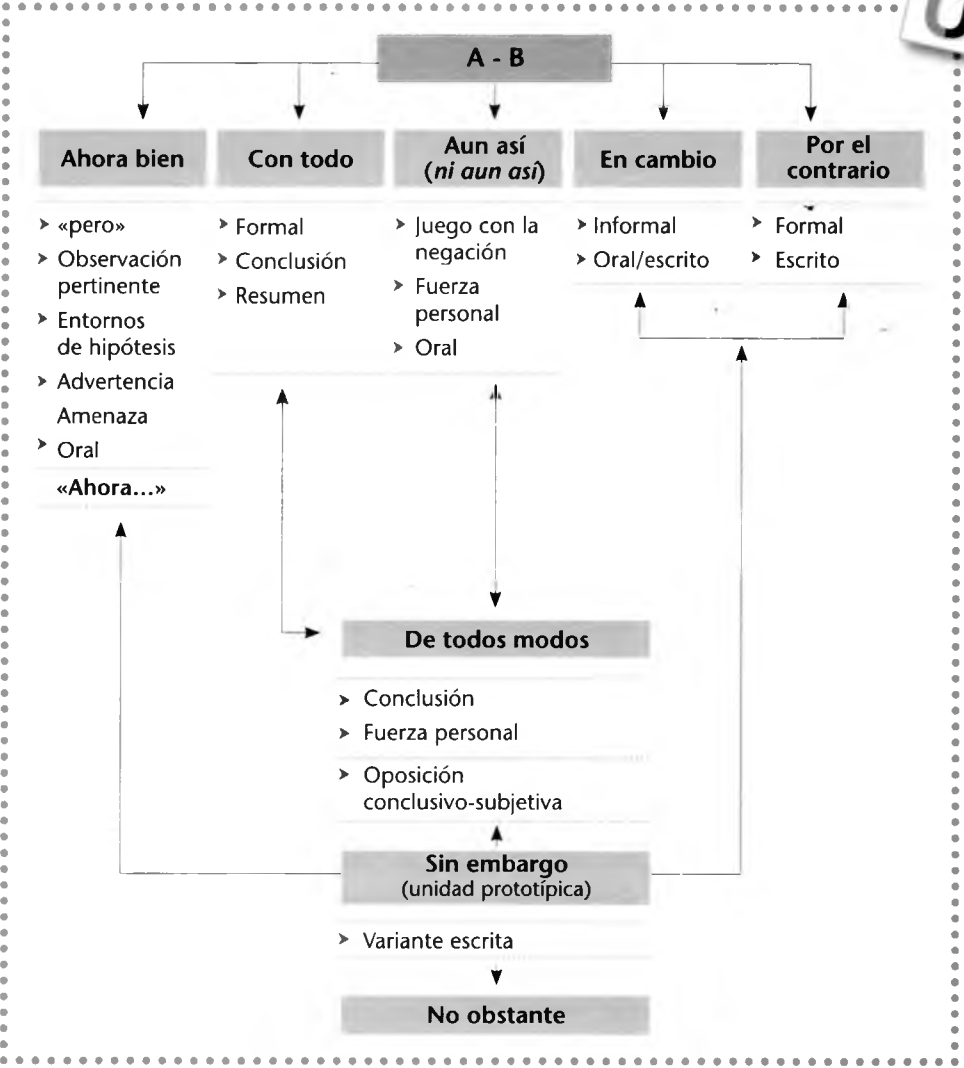 U
A - B
Ahora bien
Con todo
Aun así
(ni aun así)
En cambio
Por el
contrario
➤ «pero»
➤ Observación
pertinente
➤ Entornos
de hipótesis
➤ Advertencia
Amenaza
➤ Oral
«Ahora...»
➤ Formal
➤ Conclusión
➤ Resumen
➤ Juego con la
negación
➤ Fuerza
personal
➤ Oral
➤ Informal
➤ Oral/escrito
➤ Formal
➤ Escrito
De todos modos
➤ Conclusión
➤ Fuerza personal
➤ Oposición
conclusivo-subjetiva
Sin embargo
(unidad prototípica)
➤ Variante escrita
No obstante